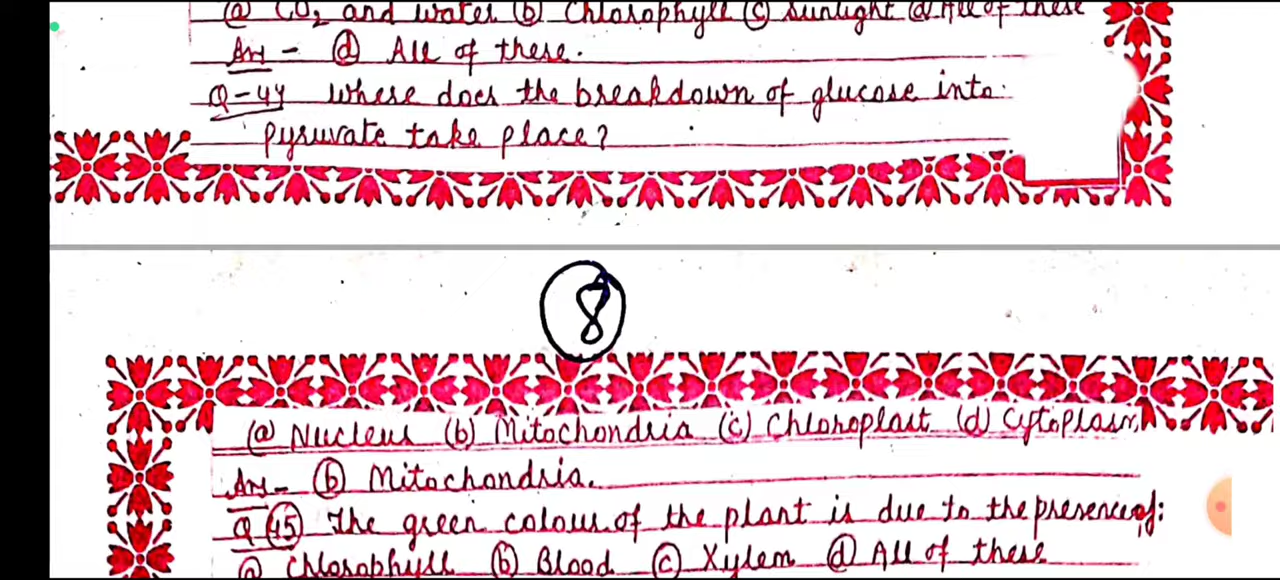 (a) CO2 and water (b) Chlorophyll (c) Sunlight (d) All of these
Ans - (d) All of these.
Q-44 where does the breakdown of glucose into
pyruvate take place?
8
(a) Nucleus (b) Mitochondria (c) Chloroplast (d) Cytoplasm
Ans - (b) Mitochondria.
Q (45) The green colour of the plant is due to the presence of:
(a) Chlorophyll (b) Blood (c) Xylem (d) All of these